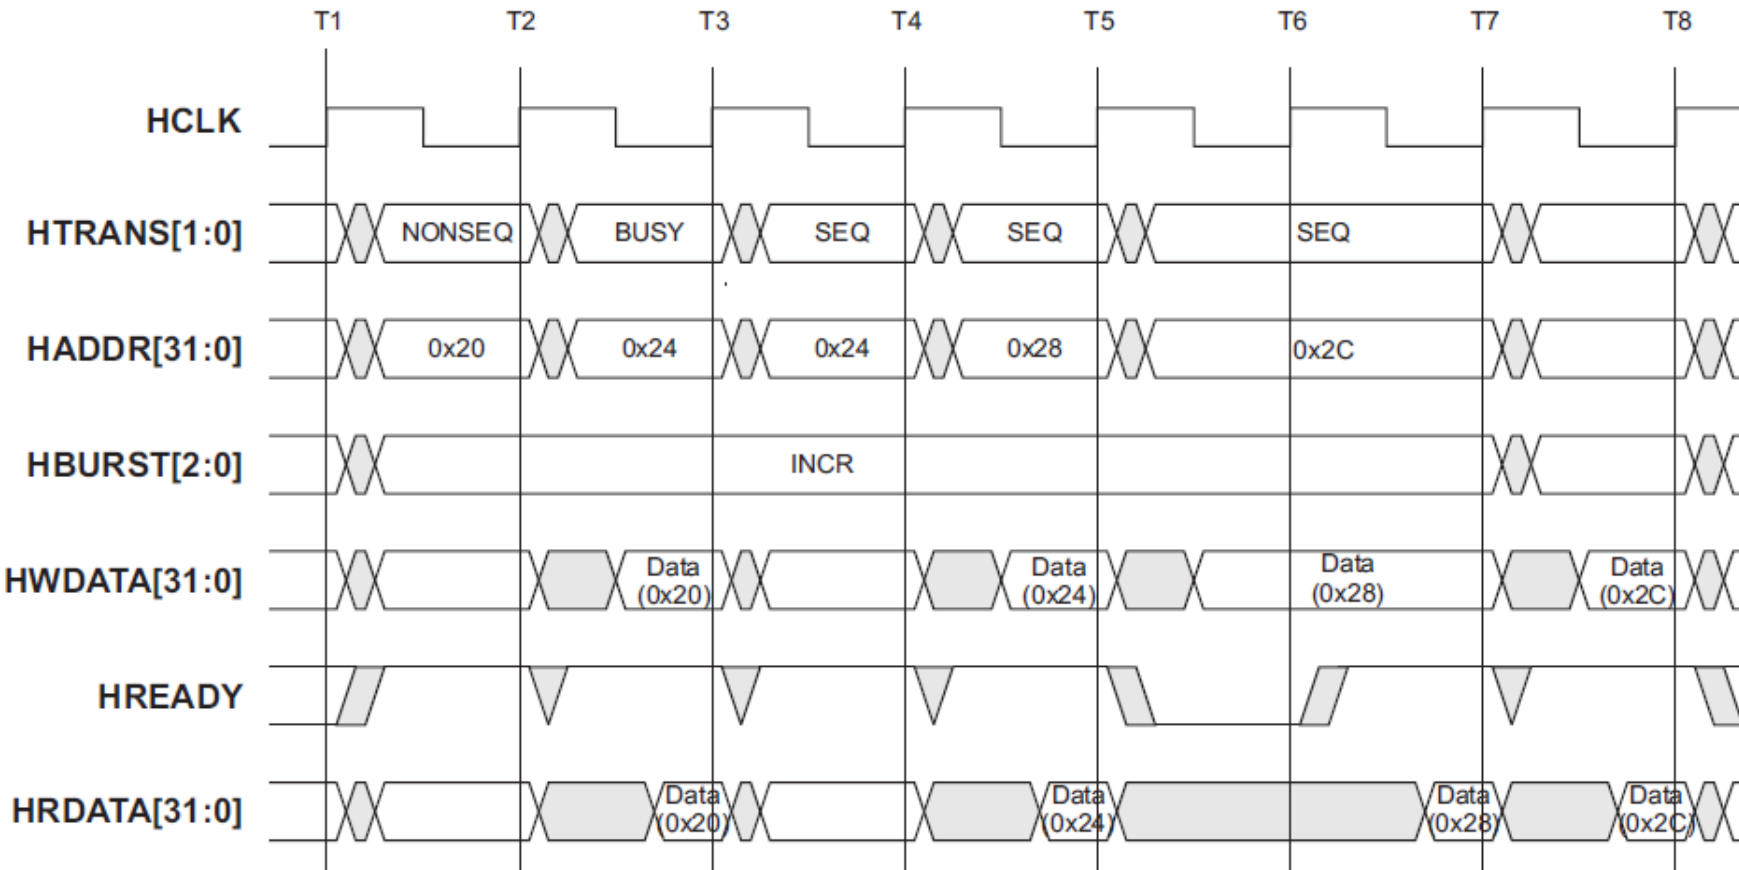 T1 T2 T3 T4 T5 T6 T7 T8
HCLK
HTRANS[1:0] NONSEQ BUSY SEQ SEQ SEQ
HADDR[31:0] 0x20 0x24 0x24 0x28 0x2C
HBURST[2:0] INCR
HWDATA[31:0] Data (0x20) Data (0x24) Data (0x28) Data (0x2C)
HREADY
HRDATA[31:0] Data (0x20) Data (0x24) Data (0x28) Data (0x2C)